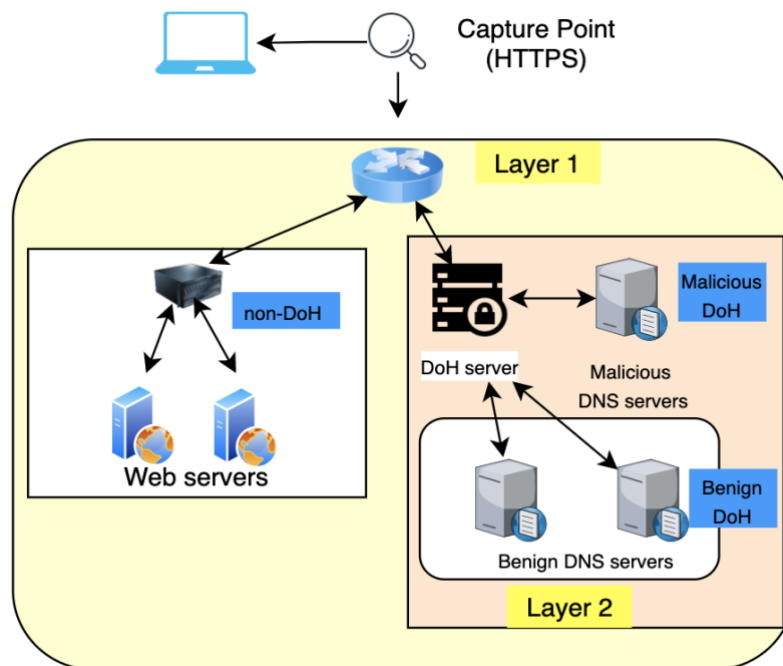 Capture Point
(HTTPS)
Layer 1
non-DoH
Malicious
DoH
DoH server
Malicious
DNS servers
Web servers
Benign
DoH
Benign DNS servers
Layer 2